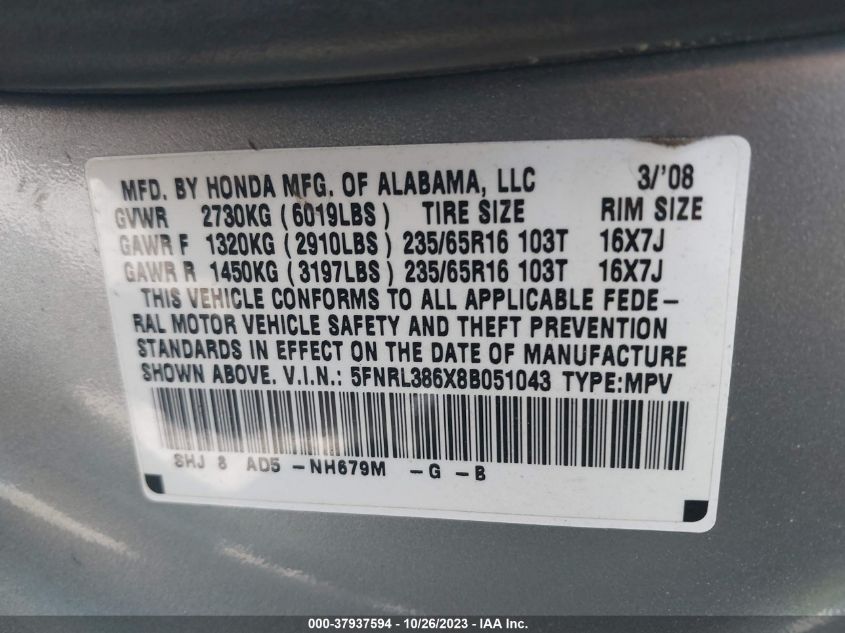 MFD. BY HONDA MFG. OF ALABAMA, LLC 3/'08
GVWR 2730KG (6019LBS) TIRE SIZE RIM SIZE
GAWR F 1320KG (2910LBS) 235/65R16 103T 16X7J
GAWR R 1450KG (3197LBS) 235/65R16 103T 16X7J
THIS VEHICLE CONFORMS TO ALL APPLICABLE FEDE-
RAL MOTOR VEHICLE SAFETY AND THEFT PREVENTION
STANDARDS IN EFFECT ON THE DATE OF MANUFACTURE
SHOWN ABOVE. V.I.N.: 5FNRL386X8B051043 TYPE:MPV
SHJ 8 AD5 -NH679M -G -B
000-37937594 - 10/26/2023 - IAA Inc.